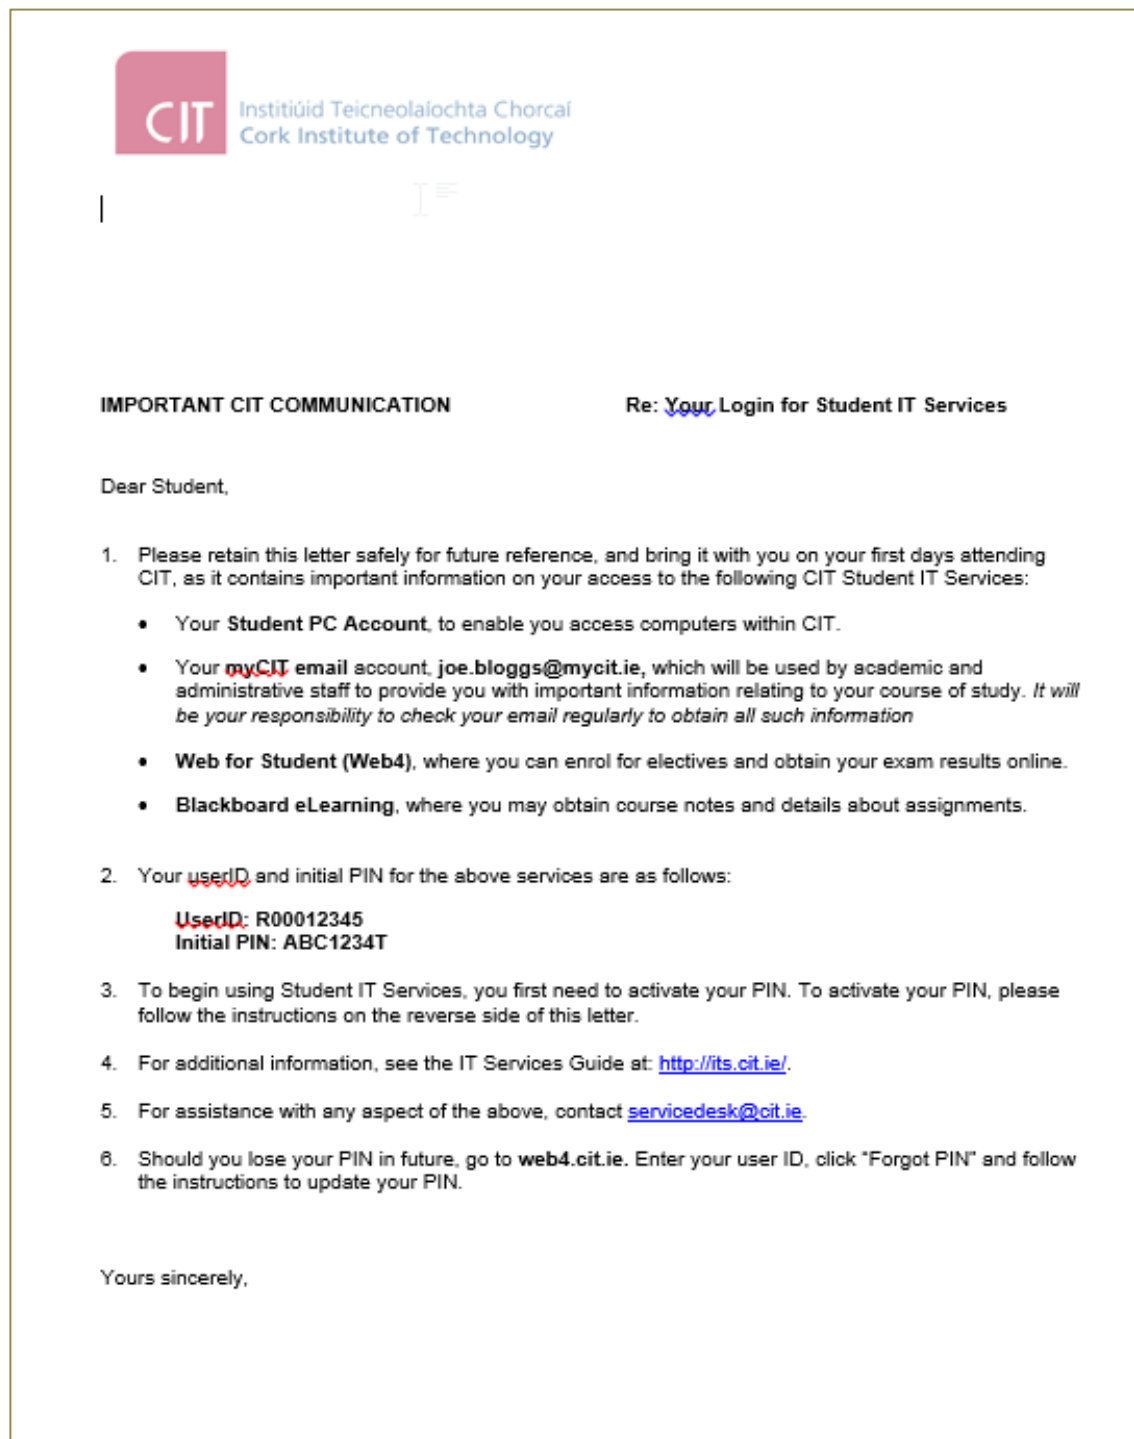 CIT
Institiúid Teicneolaíochta Chorcaí
Cork Institute of Technology
IMPORTANT CIT COMMUNICATION Re: Your Login for Student IT Services
Dear Student,
1. Please retain this letter safely for future reference, and bring it with you on your first days attending
CIT, as it contains important information on your access to the following CIT Student IT Services:
• Your Student PC Account, to enable you access computers within CIT.
• Your myCIT email account, joe.bloggs@mycit.ie, which will be used by academic and
administrative staff to provide you with important information relating to your course of study. It will
be your responsibility to check your email regularly to obtain all such information
• Web for Student (Web4), where you can enrol for electives and obtain your exam results online.
• Blackboard eLearning, where you may obtain course notes and details about assignments.
2. Your userID and initial PIN for the above services are as follows:
UserID: R00012345
Initial PIN: ABC1234T
3. To begin using Student IT Services, you first need to activate your PIN. To activate your PIN, please
follow the instructions on the reverse side of this letter.
4. For additional information, see the IT Services Guide at: http://its.cit.ie/.
5. For assistance with any aspect of the above, contact servicedesk@cit.ie.
6. Should you lose your PIN in future, go to web4.cit.ie. Enter your user ID, click "Forgot PIN" and follow
the instructions to update your PIN.
Yours sincerely,